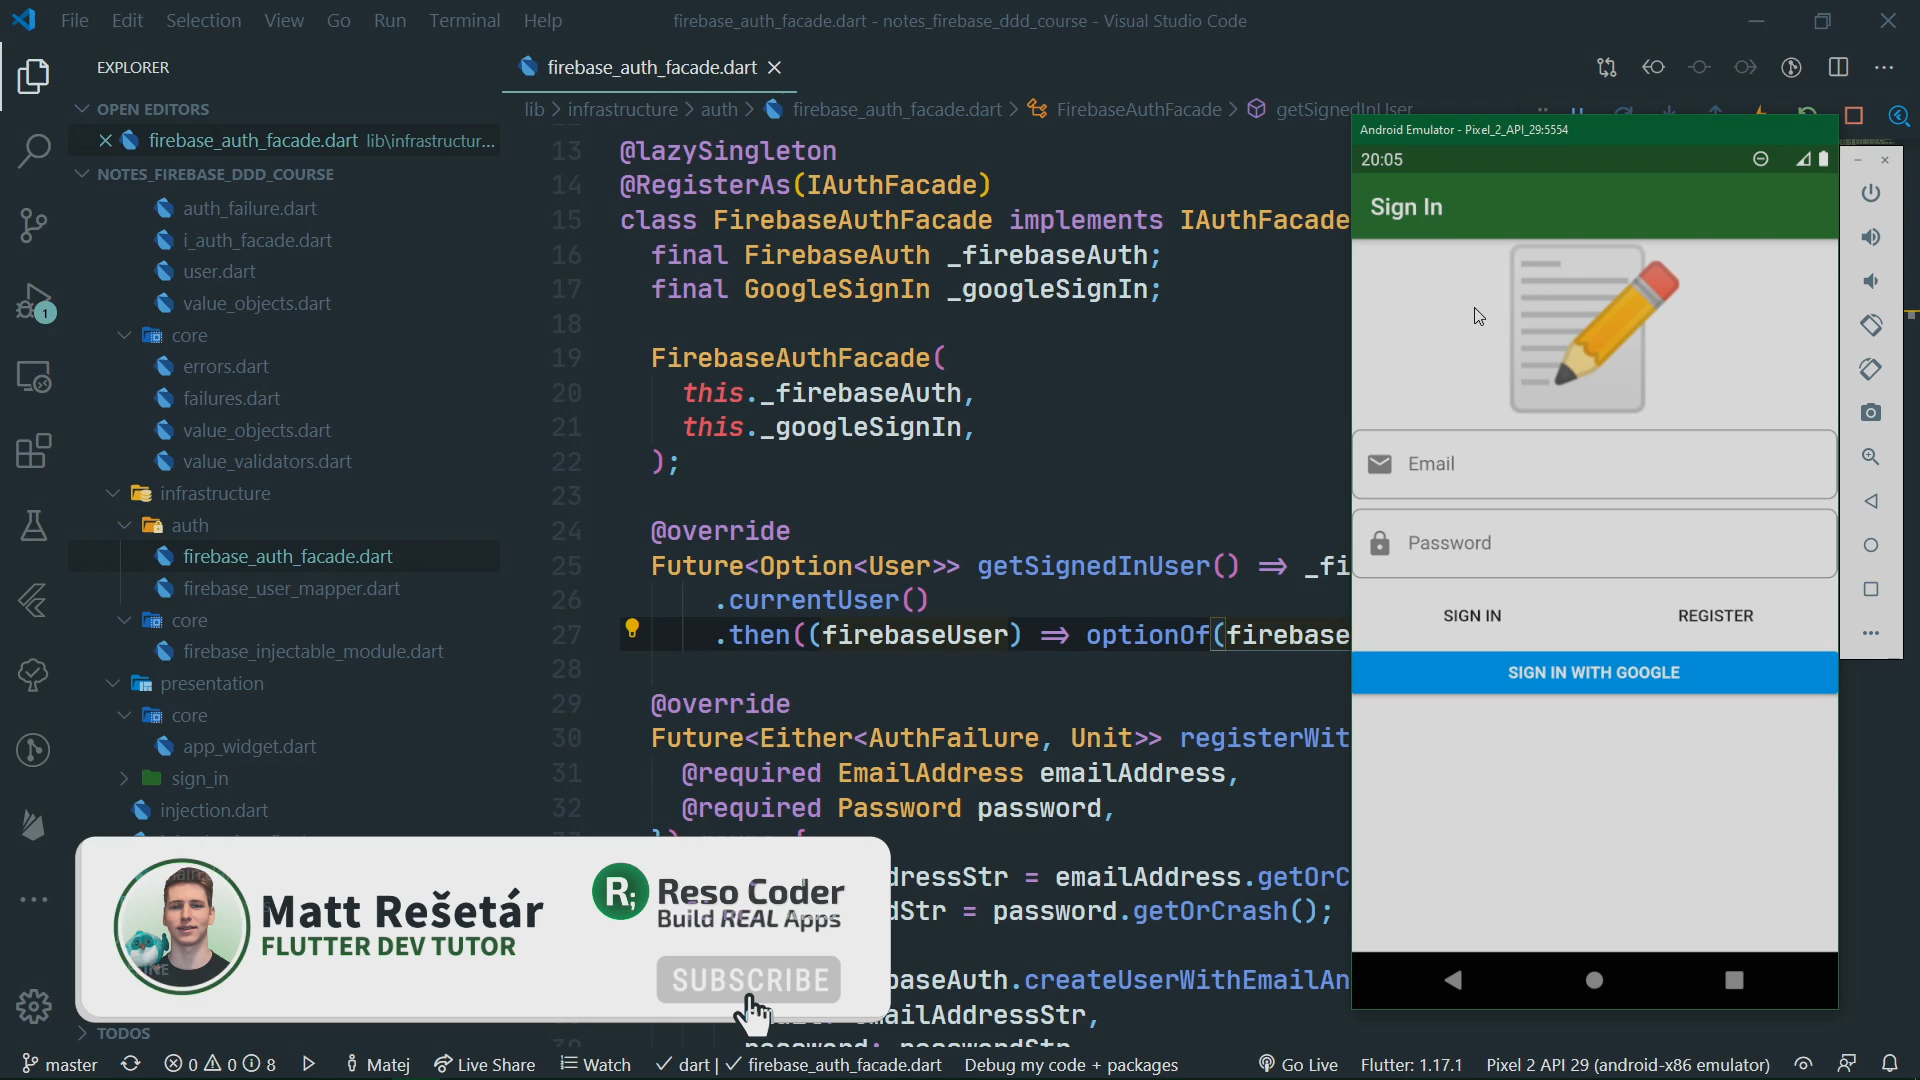 File Edit Selection View Go Run Terminal Help
firebase_auth_facade.dart - notes_firebase_ddd_course - Visual Studio Code
EXPLORER
OPEN EDITORS
firebase_auth_facade.dart lib\infrastructur...
NOTES_FIREBASE_DDD_COURSE
auth_failure.dart
i_auth_facade.dart
user.dart
value_objects.dart
core
errors.dart
failures.dart
value_objects.dart
value_validators.dart
infrastructure
auth
firebase_auth_facade.dart
firebase_user_mapper.dart
core
firebase_injectable_module.dart
presentation
core
app_widget.dart
sign_in
injection.dart
TODOS
1
firebase_auth_facade.dart
lib > infrastructure > auth > firebase_auth_facade.dart > FirebaseAuthFacade > getSignedInUser
13 @lazySingleton
14 @RegisterAs(IAuthFacade)
15 class FirebaseAuthFacade implements IAuthFacade
16 final FirebaseAuth _firebaseAuth;
17 final GoogleSignIn _googleSignIn;
18
19 FirebaseAuthFacade(
20 this._firebaseAuth,
21 this._googleSignIn,
22 );
23
24 @override
25 Future<Option<User>> getSignedInUser() => _fi
26 .currentUser()
27 .then((firebaseUser) => optionOf(firebase
28
29 @override
30 Future<Either<AuthFailure, Unit>> registerWit
31 @required EmailAddress emailAddress,
32 @required Password password,
dressStr = emailAddress.getOrC
dStr = password.getOrCrash();
baseAuth.createUserWithEmailAn
ailAddressStr,
Android Emulator - Pixel_2_API_29:5554
20:05
Sign In
Email
Password
SIGN IN REGISTER
SIGN IN WITH GOOGLE
Matt Rešetár
FLUTTER DEV TUTOR
R; Reso Coder
Build REAL Apps
SUBSCRIBE
master 0 0 8 Matej Live Share Watch dart | firebase_auth_facade.dart Debug my code + packages Go Live Flutter: 1.17.1 Pixel 2 API 29 (android-x86 emulator)